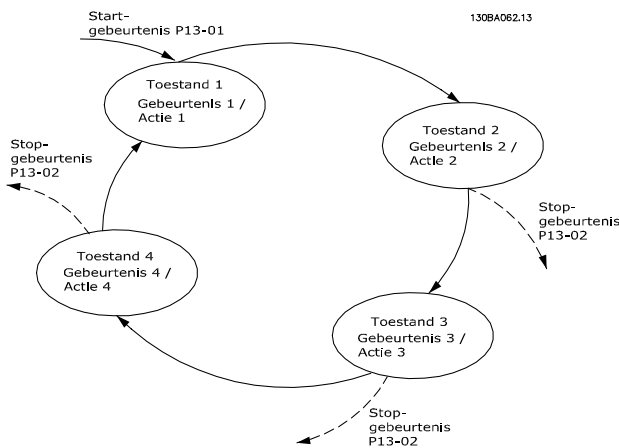 Start-
gebeurtenis P13-01
130BA062.13
Toestand 1
Gebeurtenis 1 /
Actie 1
Toestand 2
Gebeurtenis 2 /
Actie 2
Stop-
gebeurtenis
P13-02
Stop-
gebeurtenis
P13-02
Toestand 4
Gebeurtenis 4 /
Actie 4
Toestand 3
Gebeurtenis 3 /
Actie 3
Stop-
gebeurtenis
P13-02